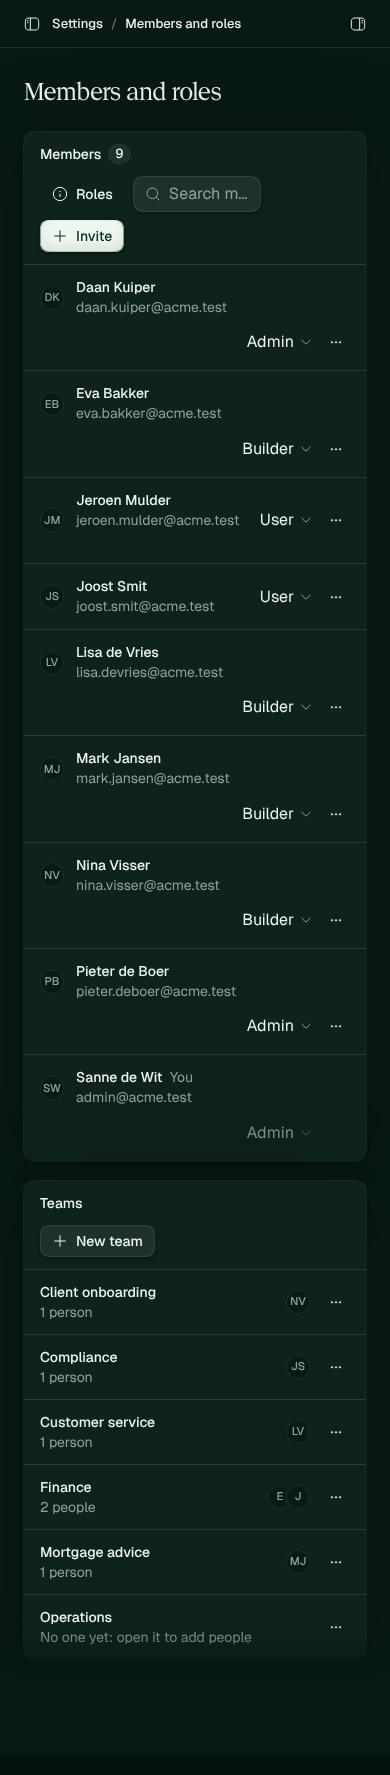 Settings / Members and roles
Members and roles
Members 9
Roles
Search m...
Invite
DK
Daan Kuiper
daan.kuiper@acme.test
Admin
EB
Eva Bakker
eva.bakker@acme.test
Builder
JM
Jeroen Mulder
jeroen.mulder@acme.test
User
JS
Joost Smit
joost.smit@acme.test
User
LV
Lisa de Vries
lisa.devries@acme.test
Builder
MJ
Mark Jansen
mark.jansen@acme.test
Builder
NV
Nina Visser
nina.visser@acme.test
Builder
PB
Pieter de Boer
pieter.deboer@acme.test
Admin
SW
Sanne de Wit You
admin@acme.test
Admin
Teams
New team
Client onboarding
1 person
NV
Compliance
1 person
JS
Customer service
1 person
LV
Finance
2 people
E J
Mortgage advice
1 person
MJ
Operations
No one yet: open it to add people